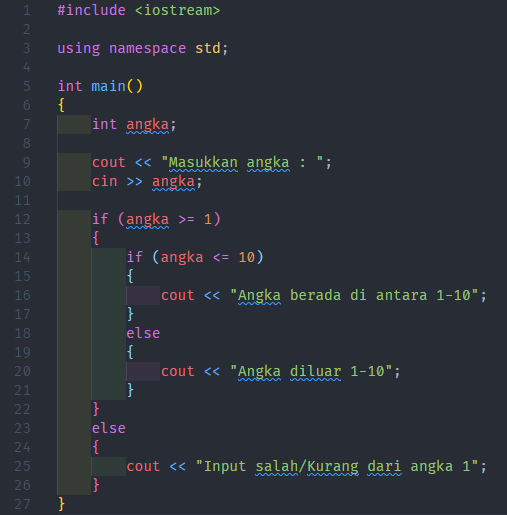 1 #include <iostream>
2
3 using namespace std;
4
5 int main()
6 {
7 int angka;
8
9 cout << "Masukkan angka : ";
10 cin >> angka;
11
12 if (angka >= 1)
13 {
14 if (angka <= 10)
15 {
16 cout << "Angka berada di antara 1-10";
17 }
18 else
19 {
20 cout << "Angka diluar 1-10";
21 }
22 }
23 else
24 {
25 cout << "Input salah/Kurang dari angka 1";
26 }
27 }